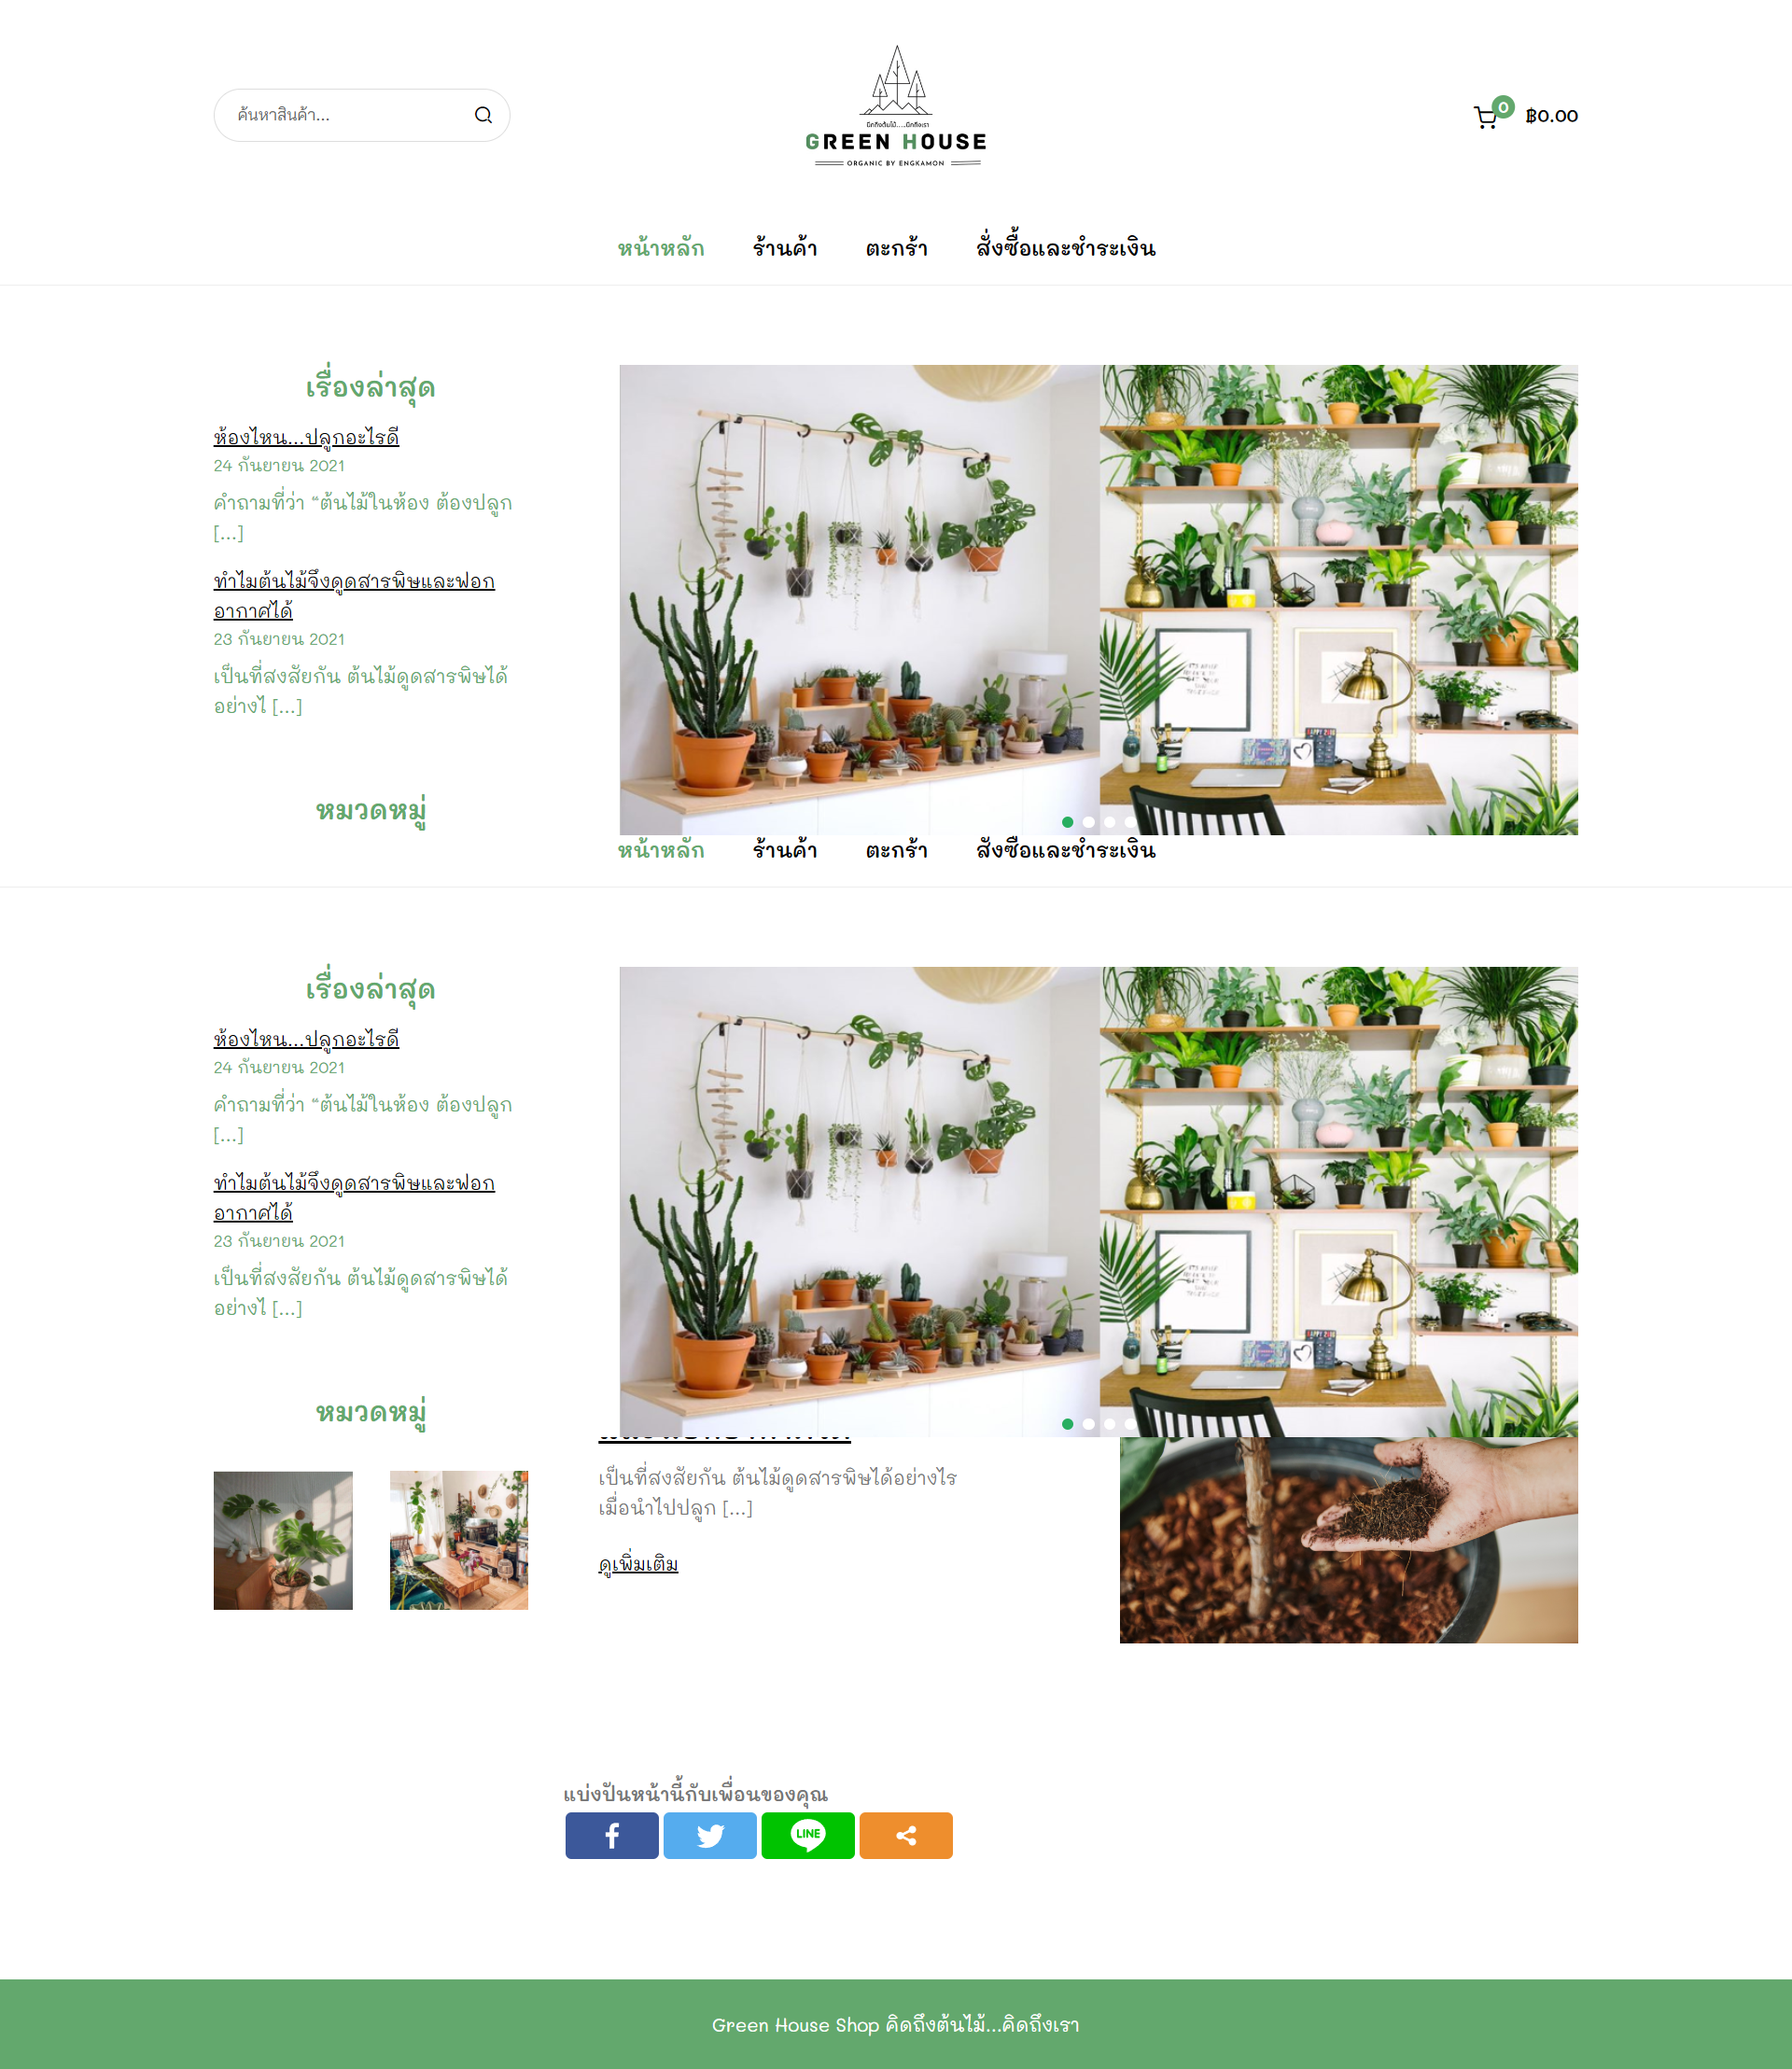 ค้นหาสินค้า…
นึกถึงต้นไม้....นึกถึงเรา
GREEN HOUSE
ORGANIC BY ENGKAMON
0
฿0.00
หน้าหลัก ร้านค้า ตะกร้า สั่งซื้อและชำระเงิน
เรื่องล่าสุด
ห้องไหน…ปลูกอะไรดี
24 กันยายน 2021
คำถามที่ว่า “ต้นไม้ในห้อง ต้องปลูก
[…]
ทำไมต้นไม้จึงดูดสารพิษและฟอก
อากาศได้
23 กันยายน 2021
เป็นที่สงสัยกัน ต้นไม้ดูดสารพิษได้
อย่างไ […]
หมวดหมู่
หน้าหลัก ร้านค้า ตะกร้า สั่งซื้อและชำระเงิน
เรื่องล่าสุด
ห้องไหน…ปลูกอะไรดี
24 กันยายน 2021
คำถามที่ว่า “ต้นไม้ในห้อง ต้องปลูก
[…]
ทำไมต้นไม้จึงดูดสารพิษและฟอก
อากาศได้
23 กันยายน 2021
เป็นที่สงสัยกัน ต้นไม้ดูดสารพิษได้
อย่างไ […]
หมวดหมู่
เป็นที่สงสัยกัน ต้นไม้ดูดสารพิษได้อย่างไร
เมื่อนำไปปลูก […]
ดูเพิ่มเติม
แบ่งปันหน้านี้กับเพื่อนของคุณ
LINE
Green House Shop คิดถึงต้นไม้…คิดถึงเรา